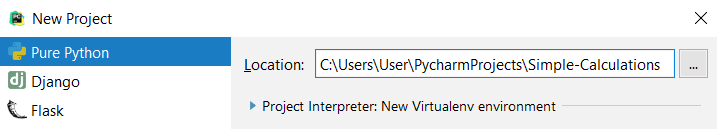 New Project
Pure Python
Django
Flask
Location: C:\Users\User\PycharmProjects\Simple-Calculations ...
Project Interpreter: New Virtualenv environment